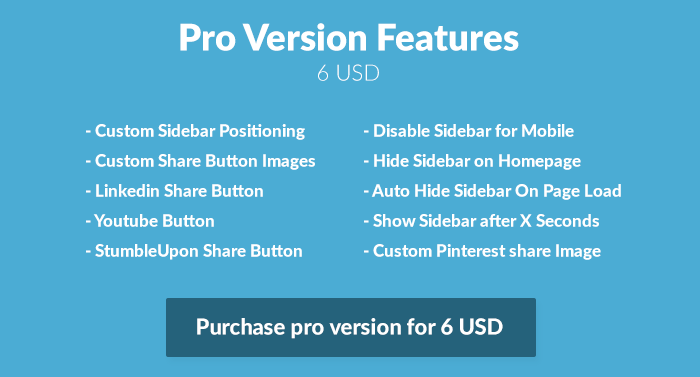 Pro Version Features
6 USD
- Custom Sidebar Positioning
- Custom Share Button Images
- Linkedin Share Button
- Youtube Button
- StumbleUpon Share Button
- Disable Sidebar for Mobile
- Hide Sidebar on Homepage
- Auto Hide Sidebar On Page Load
- Show Sidebar after X Seconds
- Custom Pinterest share Image
Purchase pro version for 6 USD